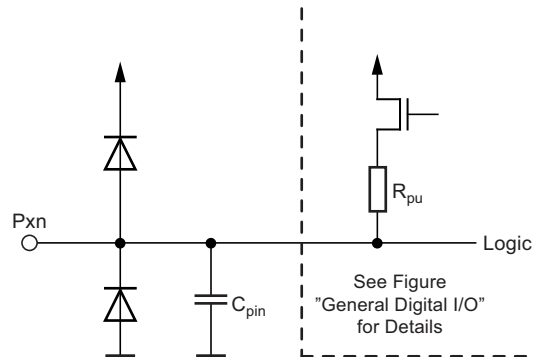 R_pu
Pxn
Logic
C_pin
See Figure
"General Digital I/O"
for Details